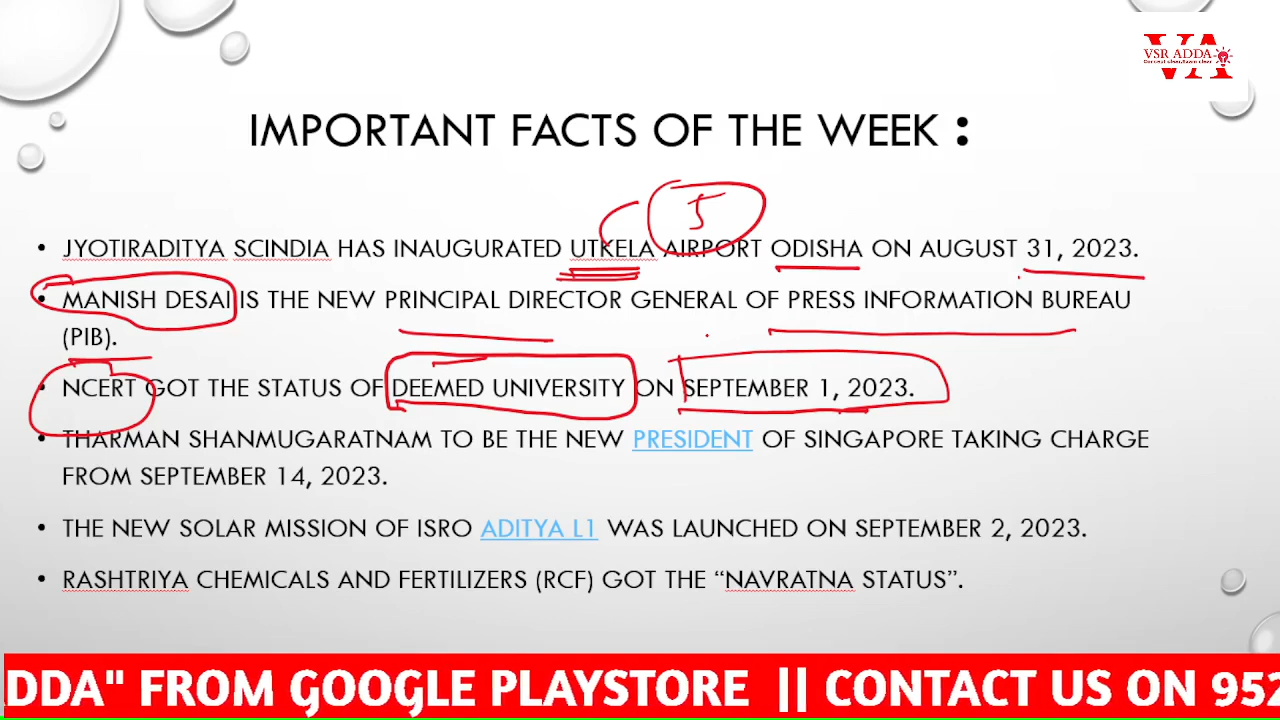 VSR ADDA
IMPORTANT FACTS OF THE WEEK :
5
• JYOTIRADITYA SCINDIA HAS INAUGURATED UTKELA AIRPORT ODISHA ON AUGUST 31, 2023.
• MANISH DESAI IS THE NEW PRINCIPAL DIRECTOR GENERAL OF PRESS INFORMATION BUREAU
(PIB).
• NCERT GOT THE STATUS OF DEEMED UNIVERSITY ON SEPTEMBER 1, 2023.
• THARMAN SHANMUGARATNAM TO BE THE NEW PRESIDENT OF SINGAPORE TAKING CHARGE
FROM SEPTEMBER 14, 2023.
• THE NEW SOLAR MISSION OF ISRO ADITYA L1 WAS LAUNCHED ON SEPTEMBER 2, 2023.
• RASHTRIYA CHEMICALS AND FERTILIZERS (RCF) GOT THE “NAVRATNA STATUS”.
DDA" FROM GOOGLE PLAYSTORE || CONTACT US ON 952